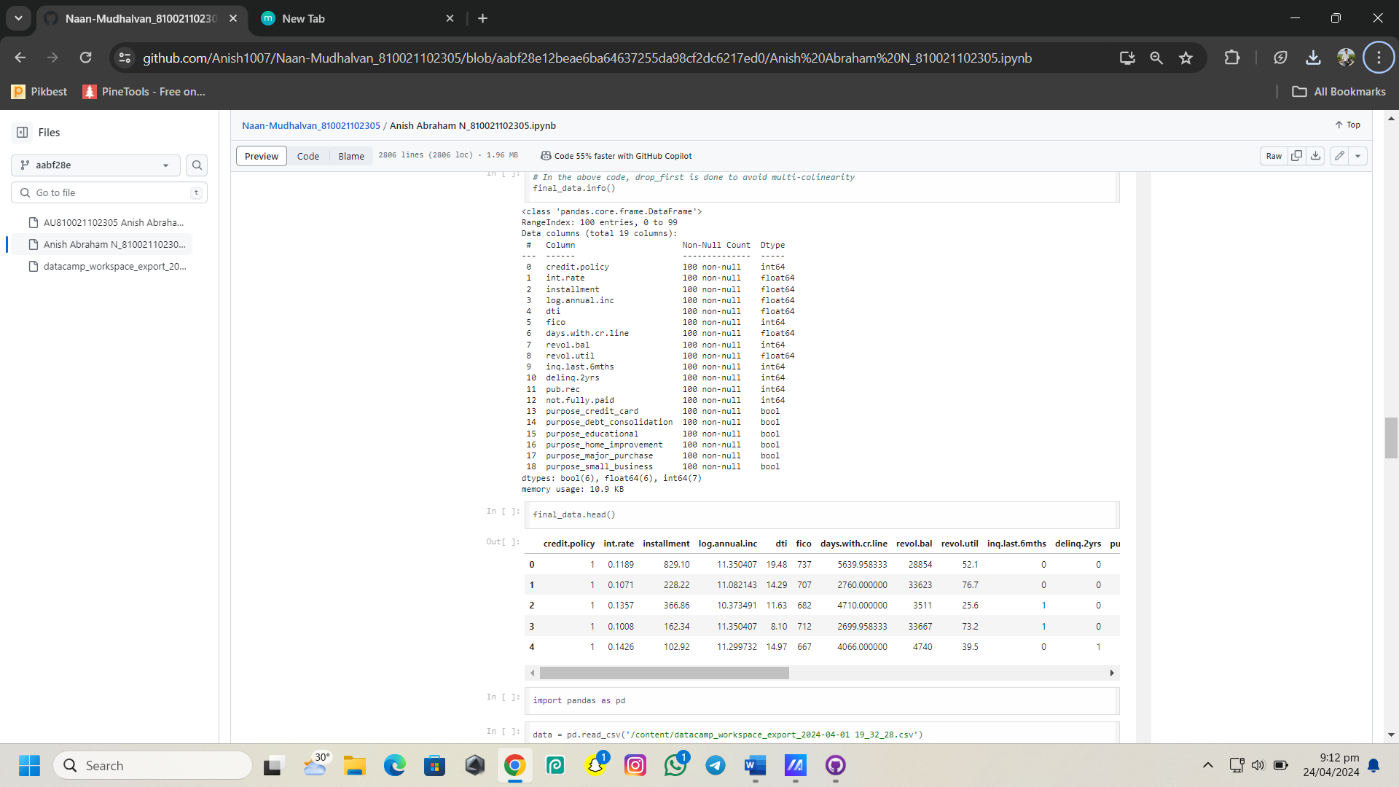 Naan-Mudhalvan_81002110230
New Tab
github.com/Anish1007/Naan-Mudhalvan_810021102305/blob/aabf28e12beae6ba64637255da98cf2dc6217ed0/Anish%20Abraham%20N_810021102305.ipynb
Pikbest
PineTools - Free on...
All Bookmarks
Files
Naan-Mudhalvan_810021102305 / Anish Abraham N_810021102305.ipynb
Top
aabf28e
Preview Code Blame 2806 lines (2806 loc) · 1.96 MB Code 55% faster with GitHub Copilot Raw
Go to file t
AU810021102305 Anish Abraha...
Anish Abraham N_81002110230...
datacamp_workspace_export_20...
In [ ]: # In the above code, drop_first is done to avoid multi-colinearity
final_data.info()
<class 'pandas.core.frame.DataFrame'>
RangeIndex: 100 entries, 0 to 99
Data columns (total 19 columns):
# Column Non-Null Count Dtype
--- ------ -------------- -----
0 credit.policy 100 non-null int64
1 int.rate 100 non-null float64
2 installment 100 non-null float64
3 log.annual.inc 100 non-null float64
4 dti 100 non-null float64
5 fico 100 non-null int64
6 days.with.cr.line 100 non-null float64
7 revol.bal 100 non-null int64
8 revol.util 100 non-null float64
9 inq.last.6mths 100 non-null int64
10 delinq.2yrs 100 non-null int64
11 pub.rec 100 non-null int64
12 not.fully.paid 100 non-null int64
13 purpose_credit_card 100 non-null bool
14 purpose_debt_consolidation 100 non-null bool
15 purpose_educational 100 non-null bool
16 purpose_home_improvement 100 non-null bool
17 purpose_major_purchase 100 non-null bool
18 purpose_small_business 100 non-null bool
dtypes: bool(6), float64(6), int64(7)
memory usage: 10.9 KB
In [ ]: final_data.head()
Out[ ]: credit.policy int.rate installment log.annual.inc dti fico days.with.cr.line revol.bal revol.util inq.last.6mths delinq.2yrs pu
0 1 0.1189 829.10 11.350407 19.48 737 5639.958333 28854 52.1 0 0
1 1 0.1071 228.22 11.082143 14.29 707 2760.000000 33623 76.7 0 0
2 1 0.1357 366.86 10.373491 11.63 682 4710.000000 3511 25.6 1 0
3 1 0.1008 162.34 11.350407 8.10 712 2699.958333 33667 73.2 1 0
4 1 0.1426 102.92 11.299732 14.97 667 4066.000000 4740 39.5 0 1
In [ ]: import pandas as pd
In [ ]: data = pd.read_csv('/content/datacamp_workspace_export_2024-04-01 19_32_28.csv')
Search
30°
1
1
9:12 pm
24/04/2024